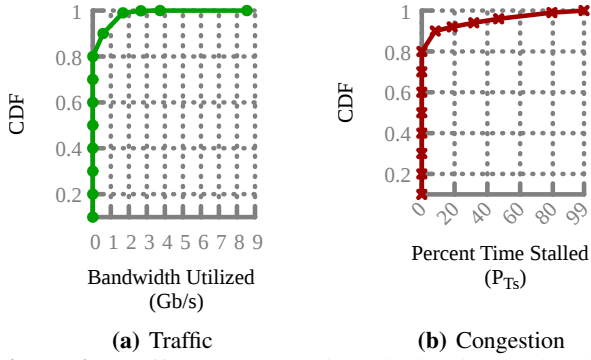 1
0.8
0.6
0.4
0.2
CDF
0 1 2 3 4 5 6 7 8 9
Bandwidth Utilized
(Gb/s)
(a) Traffic
1
0.8
0.6
0.4
0.2
CDF
0 20 40 60 80 99
Percent Time Stalled
(PTs)
(b) Congestion